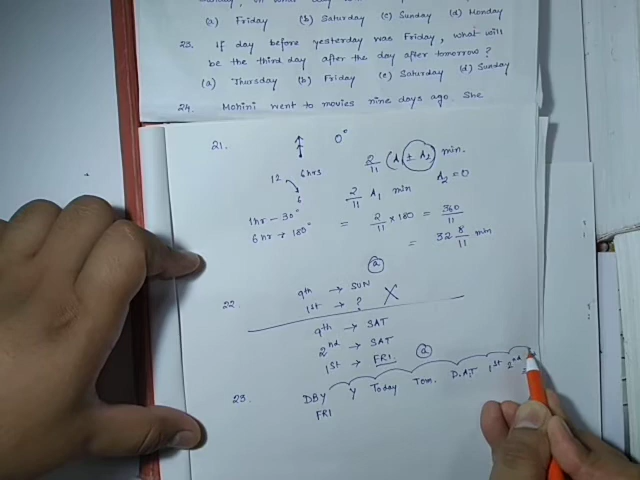 (a) Friday (b) Saturday (c) Sunday (d) Monday
23. If day before yesterday was Friday, what will
be the third day after the day after tomorrow?
(a) Thursday (b) Friday (c) Saturday (d) Sunday
24. Mohini went to movies nine days ago. She
21. 0°
2/11 (A ± A2) min.
12 6 hrs A2 = 0
6 2/11 A1 min
1hr – 30° = 2/11 × 180 = 360/11
6 hr → 180°
= 32 8/11 min
(a)
22 9th → SUN
1st → ? X
9th → SAT
2nd → SAT
1st → FRI. (a)
23. DBY Y Today Tom. D.A.T 1st 2nd
FRI